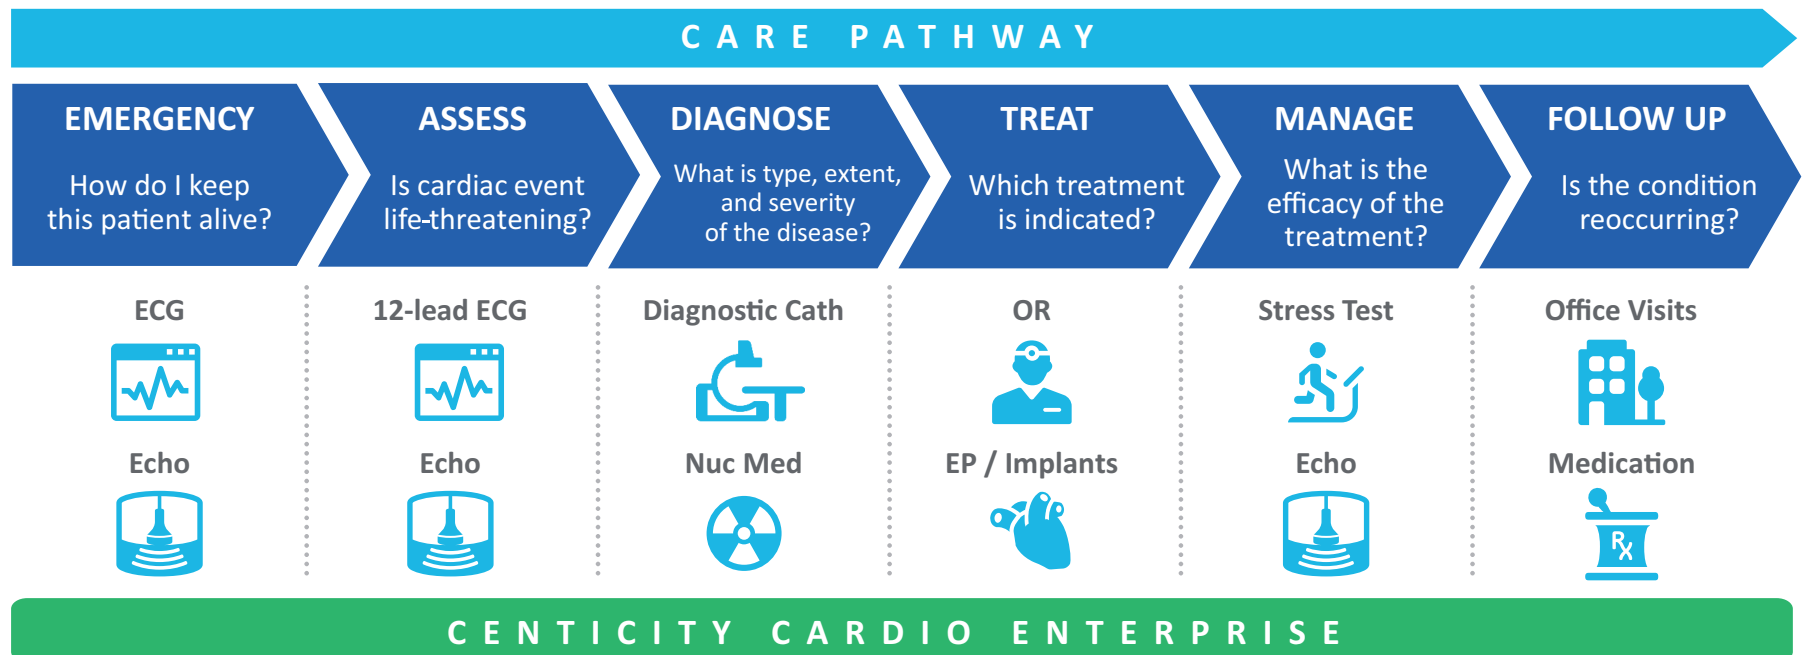 CARE PATHWAY
EMERGENCY
How do I keep
this patient alive?
ASSESS
Is cardiac event
life-threatening?
DIAGNOSE
What is type, extent,
and severity
of the disease?
TREAT
Which treatment
is indicated?
MANAGE
What is the
efficacy of the
treatment?
FOLLOW UP
Is the condition
reoccurring?
ECG
12-lead ECG
Diagnostic Cath
OR
Stress Test
Office Visits
Echo
Echo
Nuc Med
EP / Implants
Echo
Medication
Rx
CENTICITY CARDIO ENTERPRISE